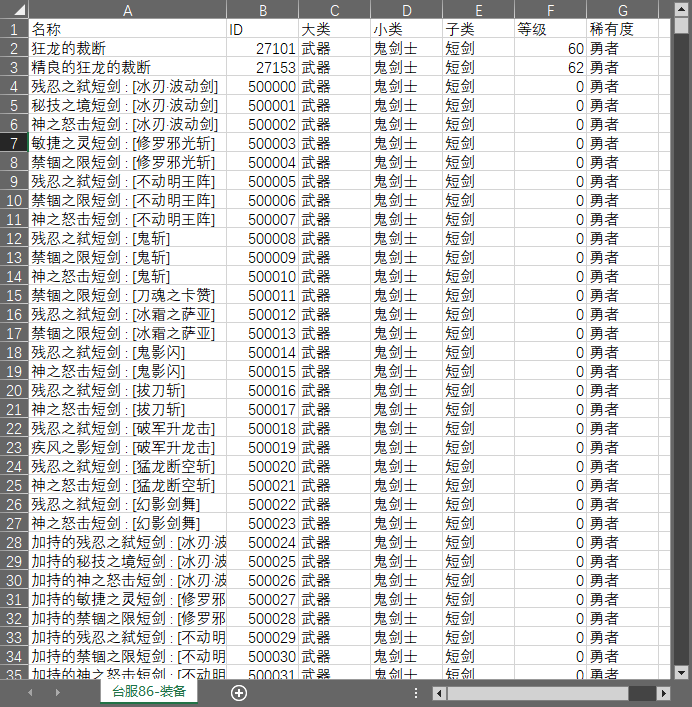 A B C D E F G
1 名称 ID 大类 小类 子类 等级 稀有度
2 狂龙的裁断 27101 武器 鬼剑士 短剑 60 勇者
3 精良的狂龙的裁断 27153 武器 鬼剑士 短剑 62 勇者
4 残忍之弑短剑 : [冰刃·波动剑] 500000 武器 鬼剑士 短剑 0 勇者
5 秘技之境短剑 : [冰刃·波动剑] 500001 武器 鬼剑士 短剑 0 勇者
6 神之怒击短剑 : [冰刃·波动剑] 500002 武器 鬼剑士 短剑 0 勇者
7 敏捷之灵短剑 : [修罗邪光斩] 500003 武器 鬼剑士 短剑 0 勇者
8 禁锢之限短剑 : [修罗邪光斩] 500004 武器 鬼剑士 短剑 0 勇者
9 残忍之弑短剑 : [不动明王阵] 500005 武器 鬼剑士 短剑 0 勇者
10 禁锢之限短剑 : [不动明王阵] 500006 武器 鬼剑士 短剑 0 勇者
11 神之怒击短剑 : [不动明王阵] 500007 武器 鬼剑士 短剑 0 勇者
12 残忍之弑短剑 : [鬼斩] 500008 武器 鬼剑士 短剑 0 勇者
13 禁锢之限短剑 : [鬼斩] 500009 武器 鬼剑士 短剑 0 勇者
14 神之怒击短剑 : [鬼斩] 500010 武器 鬼剑士 短剑 0 勇者
15 禁锢之限短剑 : [刀魂之卡赞] 500011 武器 鬼剑士 短剑 0 勇者
16 残忍之弑短剑 : [冰霜之萨亚] 500012 武器 鬼剑士 短剑 0 勇者
17 禁锢之限短剑 : [冰霜之萨亚] 500013 武器 鬼剑士 短剑 0 勇者
18 残忍之弑短剑 : [鬼影闪] 500014 武器 鬼剑士 短剑 0 勇者
19 神之怒击短剑 : [鬼影闪] 500015 武器 鬼剑士 短剑 0 勇者
20 残忍之弑短剑 : [拔刀斩] 500016 武器 鬼剑士 短剑 0 勇者
21 神之怒击短剑 : [拔刀斩] 500017 武器 鬼剑士 短剑 0 勇者
22 残忍之弑短剑 : [破军升龙击] 500018 武器 鬼剑士 短剑 0 勇者
23 疾风之影短剑 : [破军升龙击] 500019 武器 鬼剑士 短剑 0 勇者
24 残忍之弑短剑 : [猛龙断空斩] 500020 武器 鬼剑士 短剑 0 勇者
25 神之怒击短剑 : [猛龙断空斩] 500021 武器 鬼剑士 短剑 0 勇者
26 残忍之弑短剑 : [幻影剑舞] 500022 武器 鬼剑士 短剑 0 勇者
27 神之怒击短剑 : [幻影剑舞] 500023 武器 鬼剑士 短剑 0 勇者
28 加持的残忍之弑短剑 : [冰刃·波 500024 武器 鬼剑士 短剑 0 勇者
29 加持的秘技之境短剑 : [冰刃·波 500025 武器 鬼剑士 短剑 0 勇者
30 加持的神之怒击短剑 : [冰刃·波 500026 武器 鬼剑士 短剑 0 勇者
31 加持的敏捷之灵短剑 : [修罗邪 500027 武器 鬼剑士 短剑 0 勇者
32 加持的禁锢之限短剑 : [修罗邪 500028 武器 鬼剑士 短剑 0 勇者
33 加持的残忍之弑短剑 : [不动明 500029 武器 鬼剑士 短剑 0 勇者
34 加持的禁锢之限短剑 : [不动明 500030 武器 鬼剑士 短剑 0 勇者
35 加持的神之怒击短剑 : [不动明 500031 武器 鬼剑士 短剑 0 勇者
台服86-装备